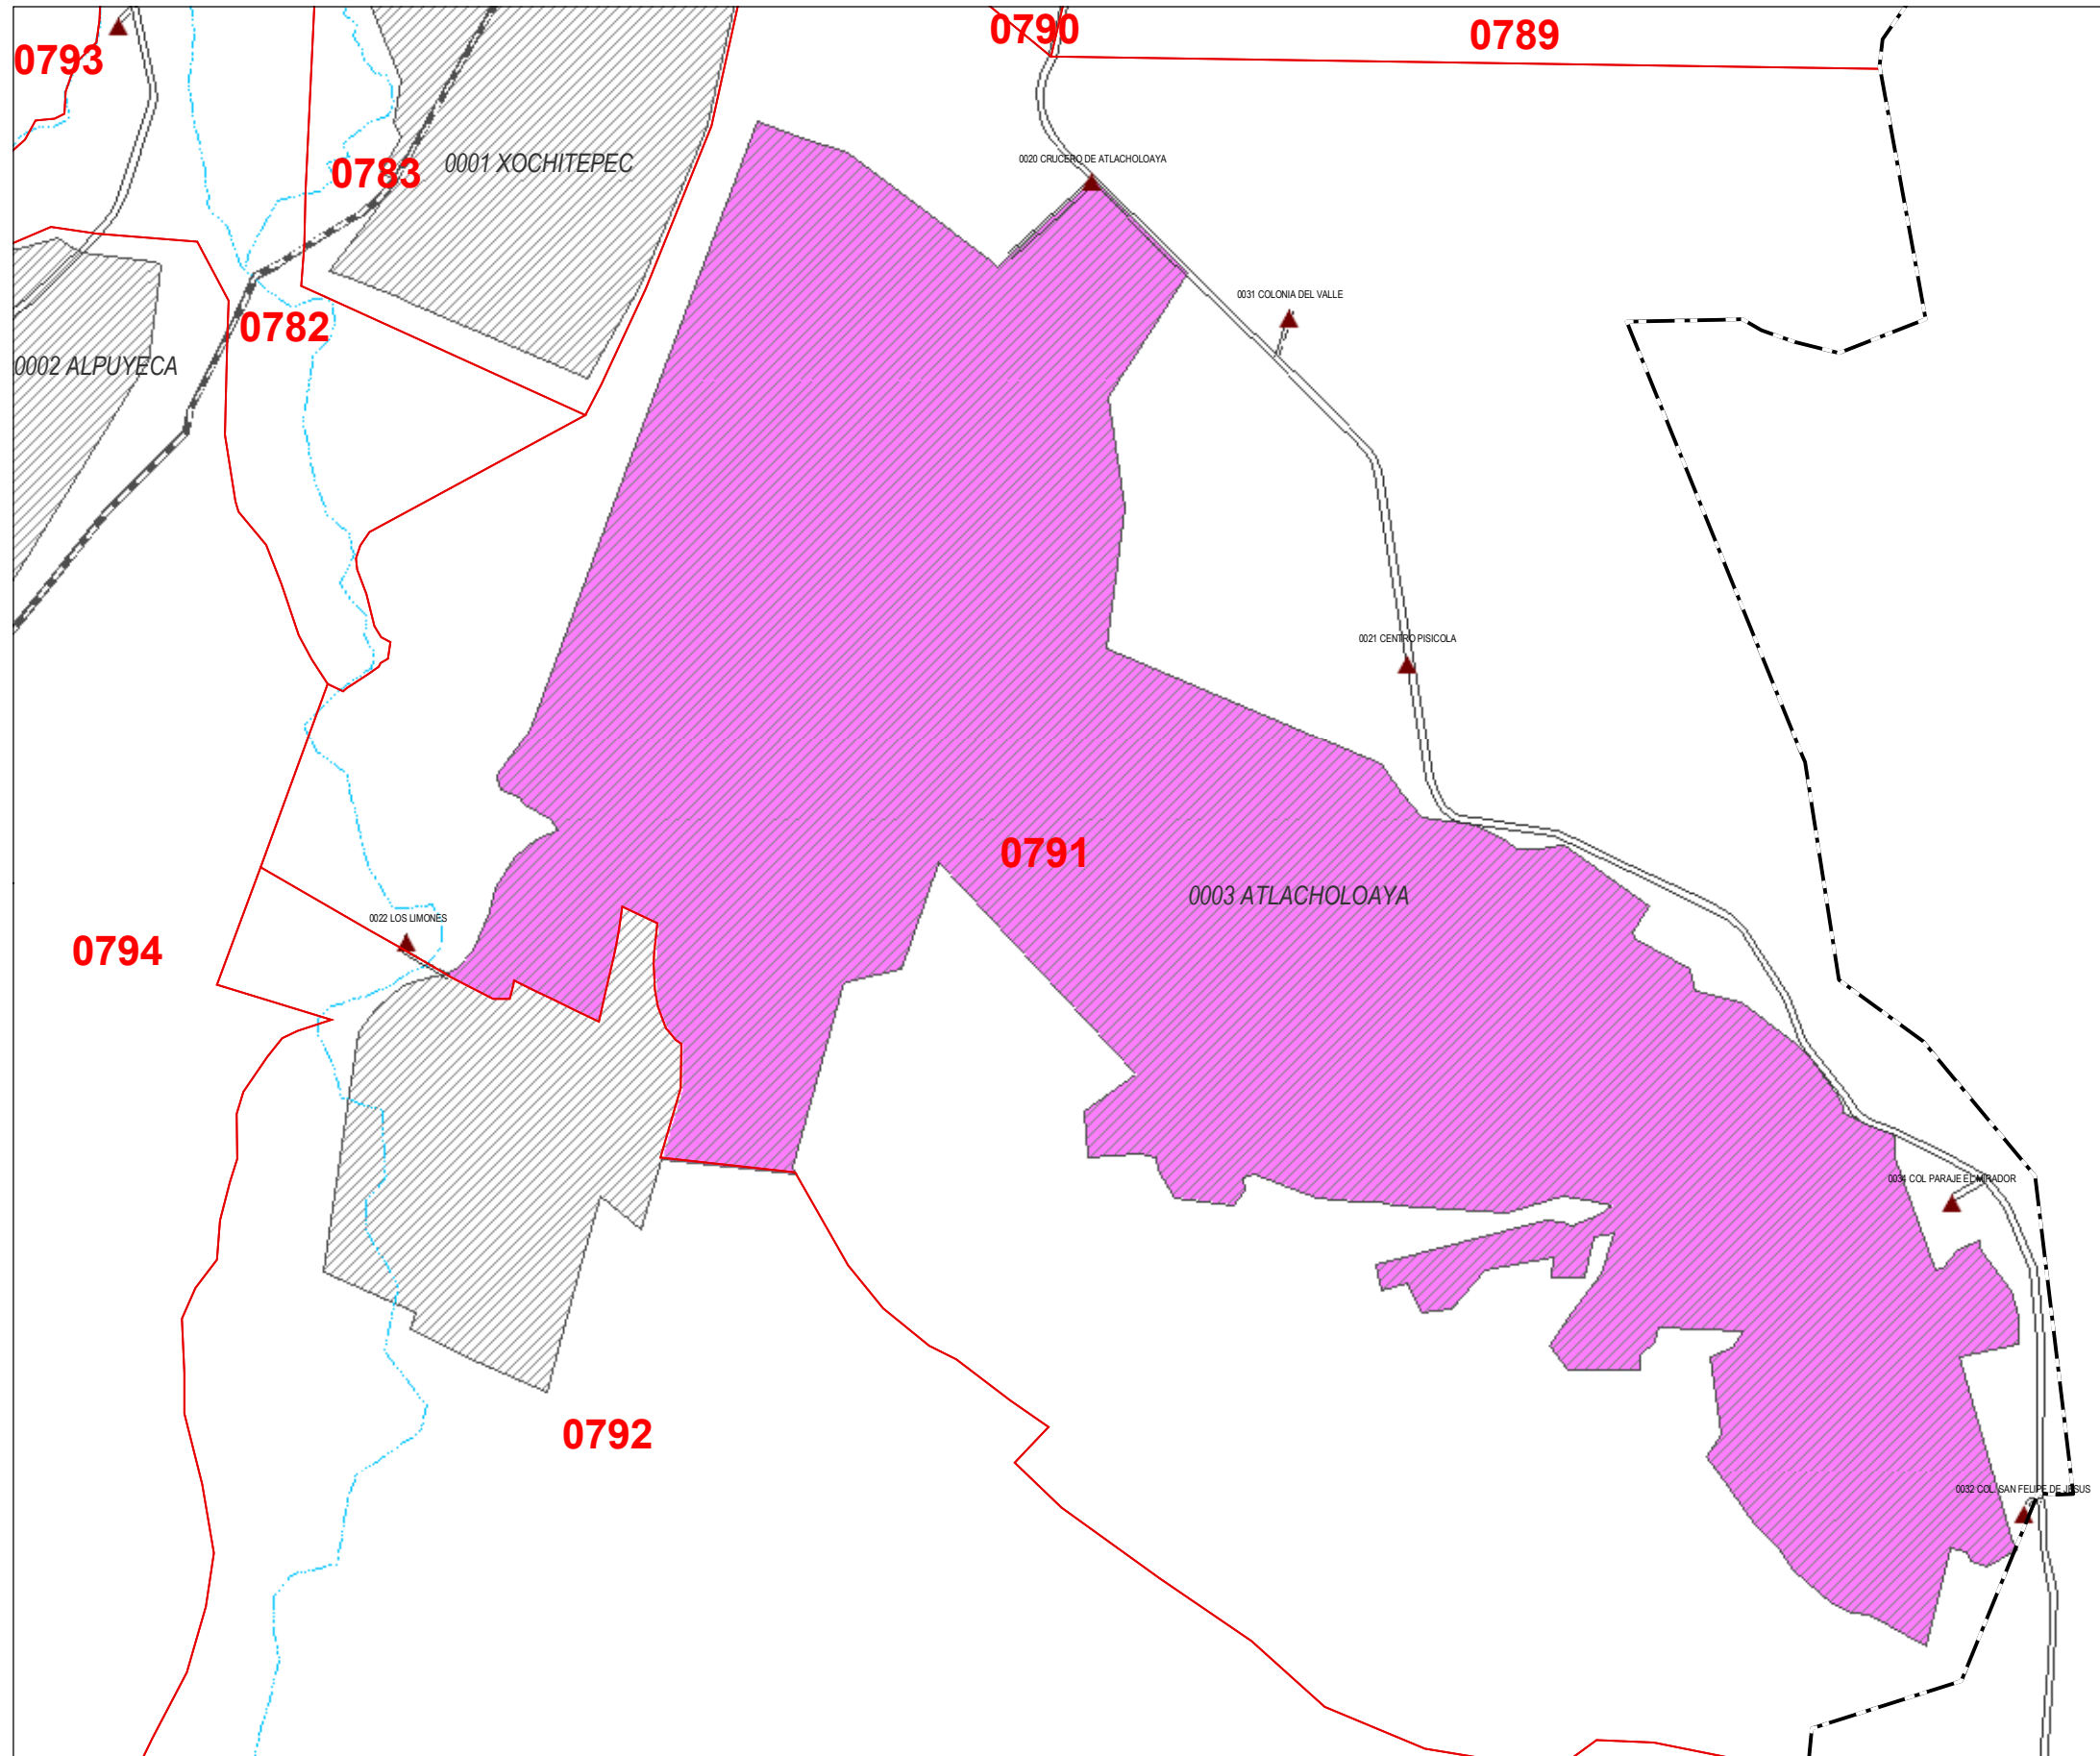 0790
0789
0793
0020 CRUCERO DE ATLACHOLOAYA
0783
0001 XOCHITEPEC
0031 COLONIA DEL VALLE
0782
0002 ALPUYECA
0021 CENTRO PISICOLA
0791
0003 ATLACHOLOAYA
0022 LOS LIMONES
0794
0034 COL PARAJE EL MIRADOR
0792
0032 COL. SAN FELIPE DE JESUS